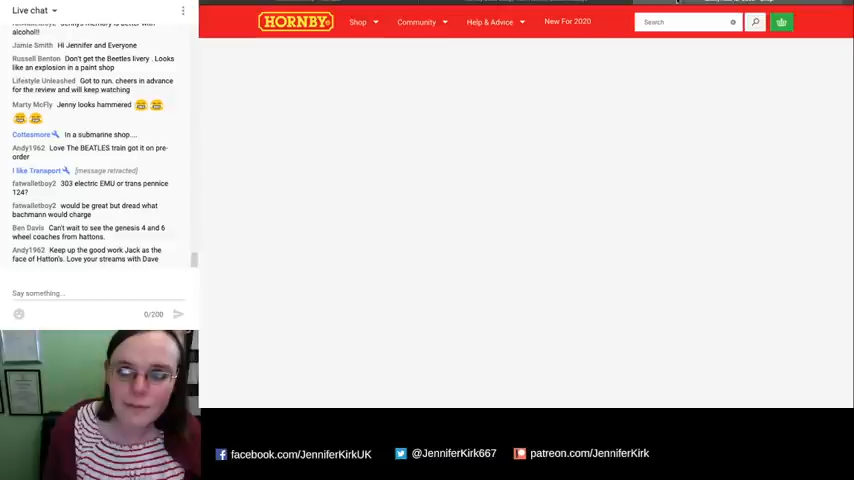 Live chat
alcohol!!
Jamie Smith Hi Jennifer and Everyone
Russell Benton Don't get the Beetles livery . Looks
like an explosion in a paint shop
Lifestyle Unleashed Got to run. cheers in advance
for the review and will keep watching
Marty McFly Jenny looks hammered
Cottesmore In a submarine shop....
Andy1962 Love The BEATLES train got it on pre-
order
I like Transport [message retracted]
fatwalletboy2 303 electric EMU or trans pennice
124?
fatwalletboy2 would be great but dread what
bachmann would charge
Ben Davis Can't wait to see the genesis 4 and 6
wheel coaches from hattons.
Andy1962 Keep up the good work Jack as the
face of Hatton's. Love your streams with Dave
Say something...
0/200
HORNBY
Shop Community Help & Advice New For 2020
Search
facebook.com/JenniferKirkUK
@JenniferKirk667
patreon.com/JenniferKirk